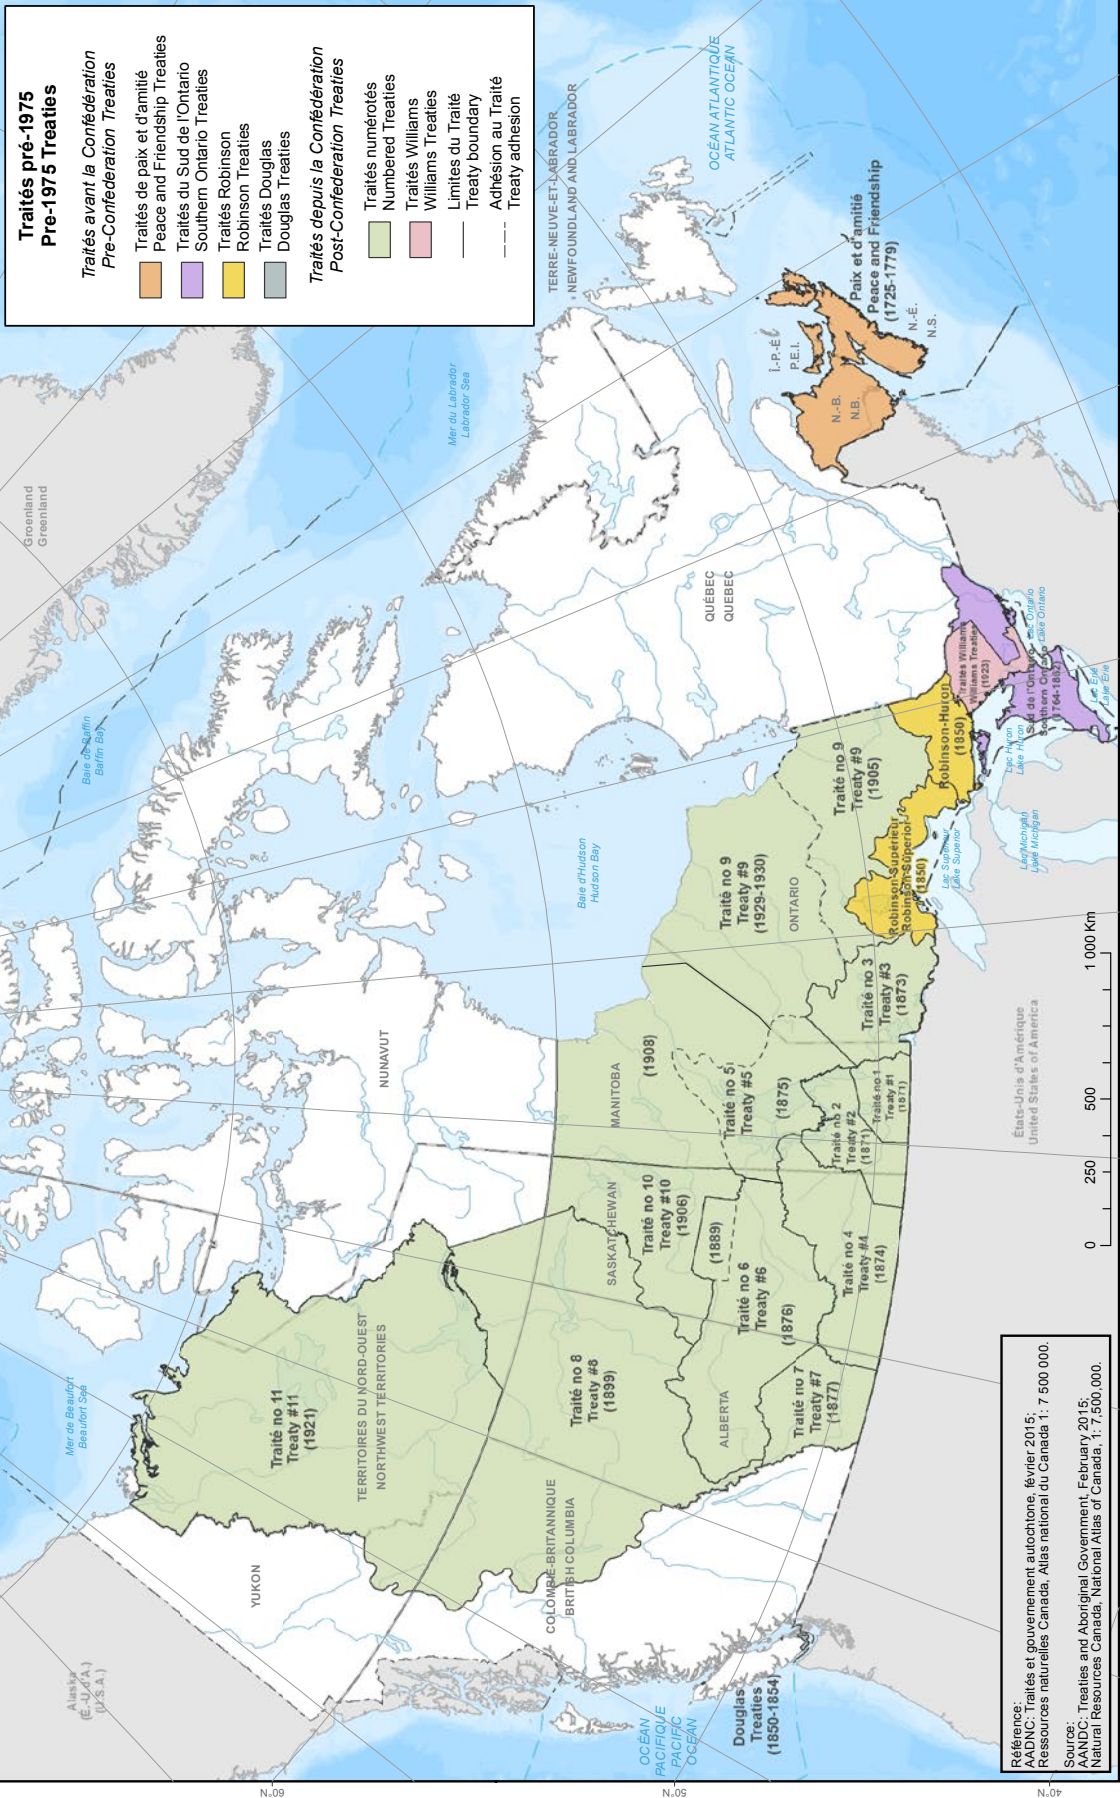 Traités pré-1975
Pre-1975 Treaties
Traités avant la Confédération
Pre-Confederation Treaties
Traités de paix et d'amitié
Peace and Friendship Treaties
Traités du Sud de l'Ontario
Southern Ontario Treaties
Traités Robinson
Robinson Treaties
Traités Douglas
Douglas Treaties
Traités depuis la Confédération
Post-Confederation Treaties
Traités numérotés
Numbered Treaties
Traités Williams
Williams Treaties
Limites du Traité
Treaty boundary
Adhésion au Traité
Treaty adhesion
Groenland
Greenland
Baie de Baffin
Baffin Bay
Mer du Labrador
Labrador Sea
TERRE-NEUVE-ET-LABRADOR
NEWFOUNDLAND AND LABRADOR
OCÉAN ATLANTIQUE
ATLANTIC OCEAN
Mer de Beaufort
Beaufort Sea
Alaska
(É.-U.d'A.)
(U.S.A.)
YUKON
Traité no 11
Treaty #11
(1921)
TERRITOIRES DU NORD-OUEST
NORTHWEST TERRITORIES
NUNAVUT
Baie d'Hudson
Hudson Bay
QUÉBEC
QUEBEC
Î.-P.-É.
P.E.I.
N.-B.
N.B.
N.-É.
N.S.
Paix et d'amitié
Peace and Friendship
(1725-1779)
COLOMBIE-BRITANNIQUE
BRITISH COLUMBIA
Traité no 8
Treaty #8
(1899)
SASKATCHEWAN
Traité no 10
Treaty #10
(1906)
MANITOBA
(1908)
Traité no 5
Treaty #5
(1875)
Traité no 9
Treaty #9
(1929-1930)
ONTARIO
Traité no 9
Treaty #9
(1905)
ALBERTA
Traité no 6
Treaty #6
(1876)
(1889)
Traité no 7
Treaty #7
(1877)
Traité no 4
Treaty #4
(1874)
Traité no 2
Treaty #2
(1871)
Traité no 1
Treaty #1
(1871)
Traité no 3
Treaty #3
(1873)
Robinson-Supérieur
Robinson-Superior
(1850)
Robinson-Huron
(1850)
Traités Williams
Williams Treaties
(1923)
Sud de l'Ontario
Southern Ontario
(1764-1862)
Lac Supérieur
Lake Superior
Lac Michigan
Lake Michigan
Lac Huron
Lake Huron
Lac Ontario
Lake Ontario
Lac Érié
Lake Erie
OCÉAN
PACIFIQUE
PACIFIC
OCEAN
Douglas
Treaties
(1850-1854)
États-Unis d'Amérique
United States of America
0 250 500 1 000 Km
60°N
50°N
40°N
Référence:
AADNC: Traités et gouvernement autochtone, février 2015;
Ressources naturelles Canada, Atlas national du Canada 1: 7 500 000.
Source:
AANDC: Treaties and Aboriginal Government, February 2015;
Natural Resources Canada, National Atlas of Canada, 1: 7,500,000.